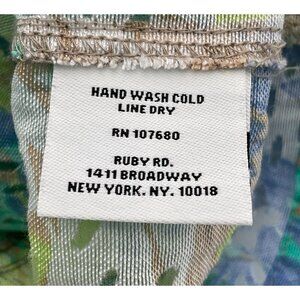 HAND WASH COLD
LINE DRY
RN 107680
RUBY RD.
1411 BROADWAY
NEW YORK. NY. 10018